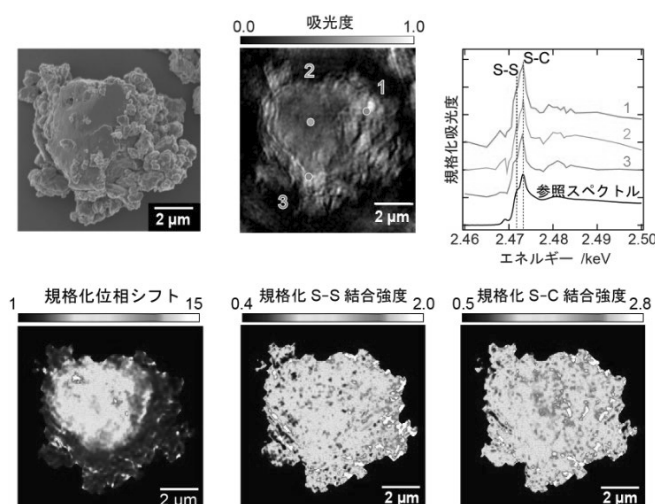 吸光度
0.0 1.0
2
1
3
2 µm
2 µm
S-C
S-S
1
2
3
参照スペクトル
規格化吸光度
2.46 2.47 2.48 2.49 2.50
エネルギー /keV
規格化位相シフト
1 15
規格化 S-S 結合強度
0.4 2.0
規格化 S-C 結合強度
0.5 2.8
2 µm
2 µm
2 µm